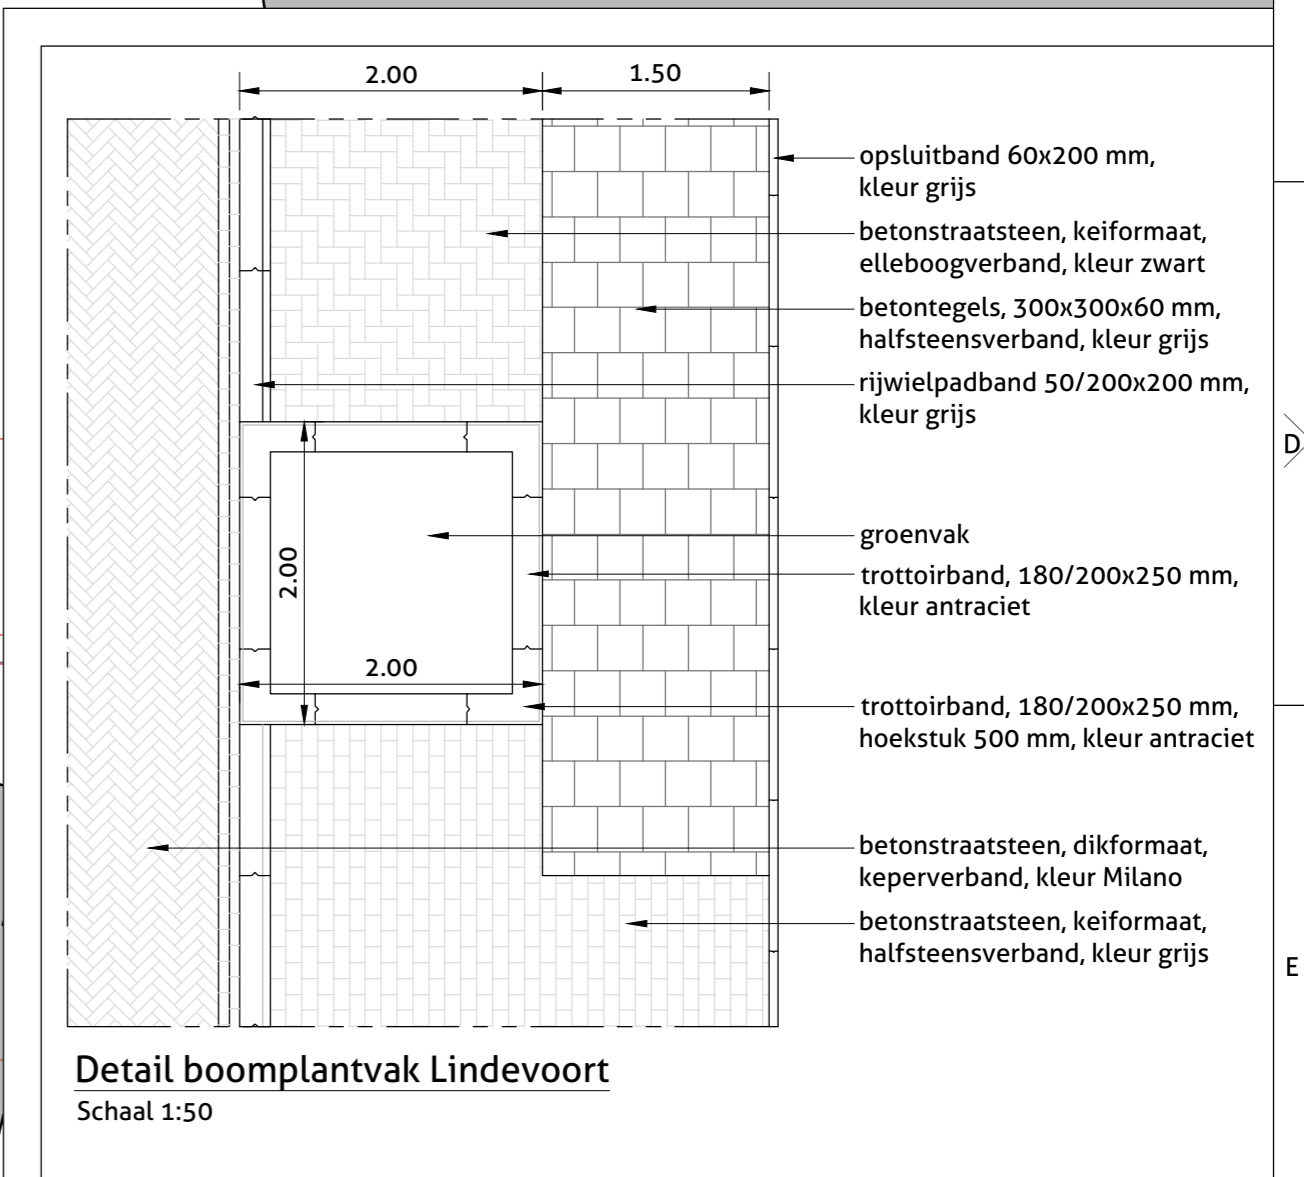 2.00
1.50
opsluitband 60x200 mm,
kleur grijs
betonstraatsteen, keiformaat,
elleboogverband, kleur zwart
betontegels, 300x300x60 mm,
halfsteensverband, kleur grijs
rijwielpadband 50/200x200 mm,
kleur grijs
D
groenvak
2.00
trottoirband, 180/200x250 mm,
kleur antraciet
2.00
trottoirband, 180/200x250 mm,
hoekstuk 500 mm, kleur antraciet
betonstraatsteen, dikformaat,
keperverband, kleur Milano
betonstraatsteen, keiformaat,
halfsteensverband, kleur grijs
E
Detail boomplantvak Lindevoort
Schaal 1:50